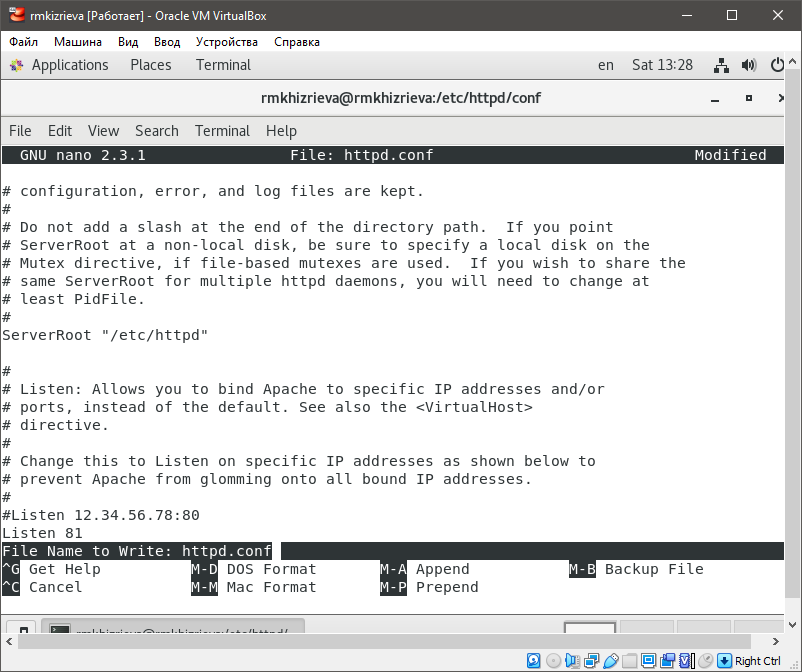 rmkizrieva [Работает] - Oracle VM VirtualBox
Файл Машина Вид Ввод Устройства Справка
Applications Places Terminal en Sat 13:28
rmkhizrieva@rmkhizrieva:/etc/httpd/conf
File Edit View Search Terminal Help
GNU nano 2.3.1 File: httpd.conf Modified
# configuration, error, and log files are kept.
#
# Do not add a slash at the end of the directory path.  If you point
# ServerRoot at a non-local disk, be sure to specify a local disk on the
# Mutex directive, if file-based mutexes are used.  If you wish to share the
# same ServerRoot for multiple httpd daemons, you will need to change at
# least PidFile.
#
ServerRoot "/etc/httpd"
#
# Listen: Allows you to bind Apache to specific IP addresses and/or
# ports, instead of the default. See also the <VirtualHost>
# directive.
#
# Change this to Listen on specific IP addresses as shown below to
# prevent Apache from glomming onto all bound IP addresses.
#
#Listen 12.34.56.78:80
Listen 81
File Name to Write: httpd.conf
^G Get Help M-D DOS Format M-A Append M-B Backup File
^C Cancel M-M Mac Format M-P Prepend
rmkhizrieva@rmkhizrieva:/etc/httpd/
Right Ctrl